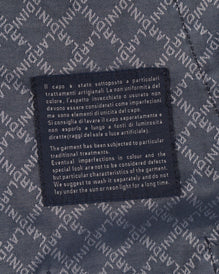 Il capo è stato sottoposto a particolari
trattamenti artigianali. La non uniformità del
colore, l'aspetto invecchiato o usurato non
devono essere considerati come imperfezioni
ma sono elementi di unicità del capo.
Si consiglia di lavare il capo separatamente e
non esporlo a lungo a fonti di luminosità
dirette(raggi del sole o luce artificiale).
The garment has been subjected to particular
traditional treatments.
Eventual imperfections in colour and the
special look are not to be considered defects
but particular characteristics of the garment.
We suggest to wash it separately and do not
lay under the sun or neon light for a long time.